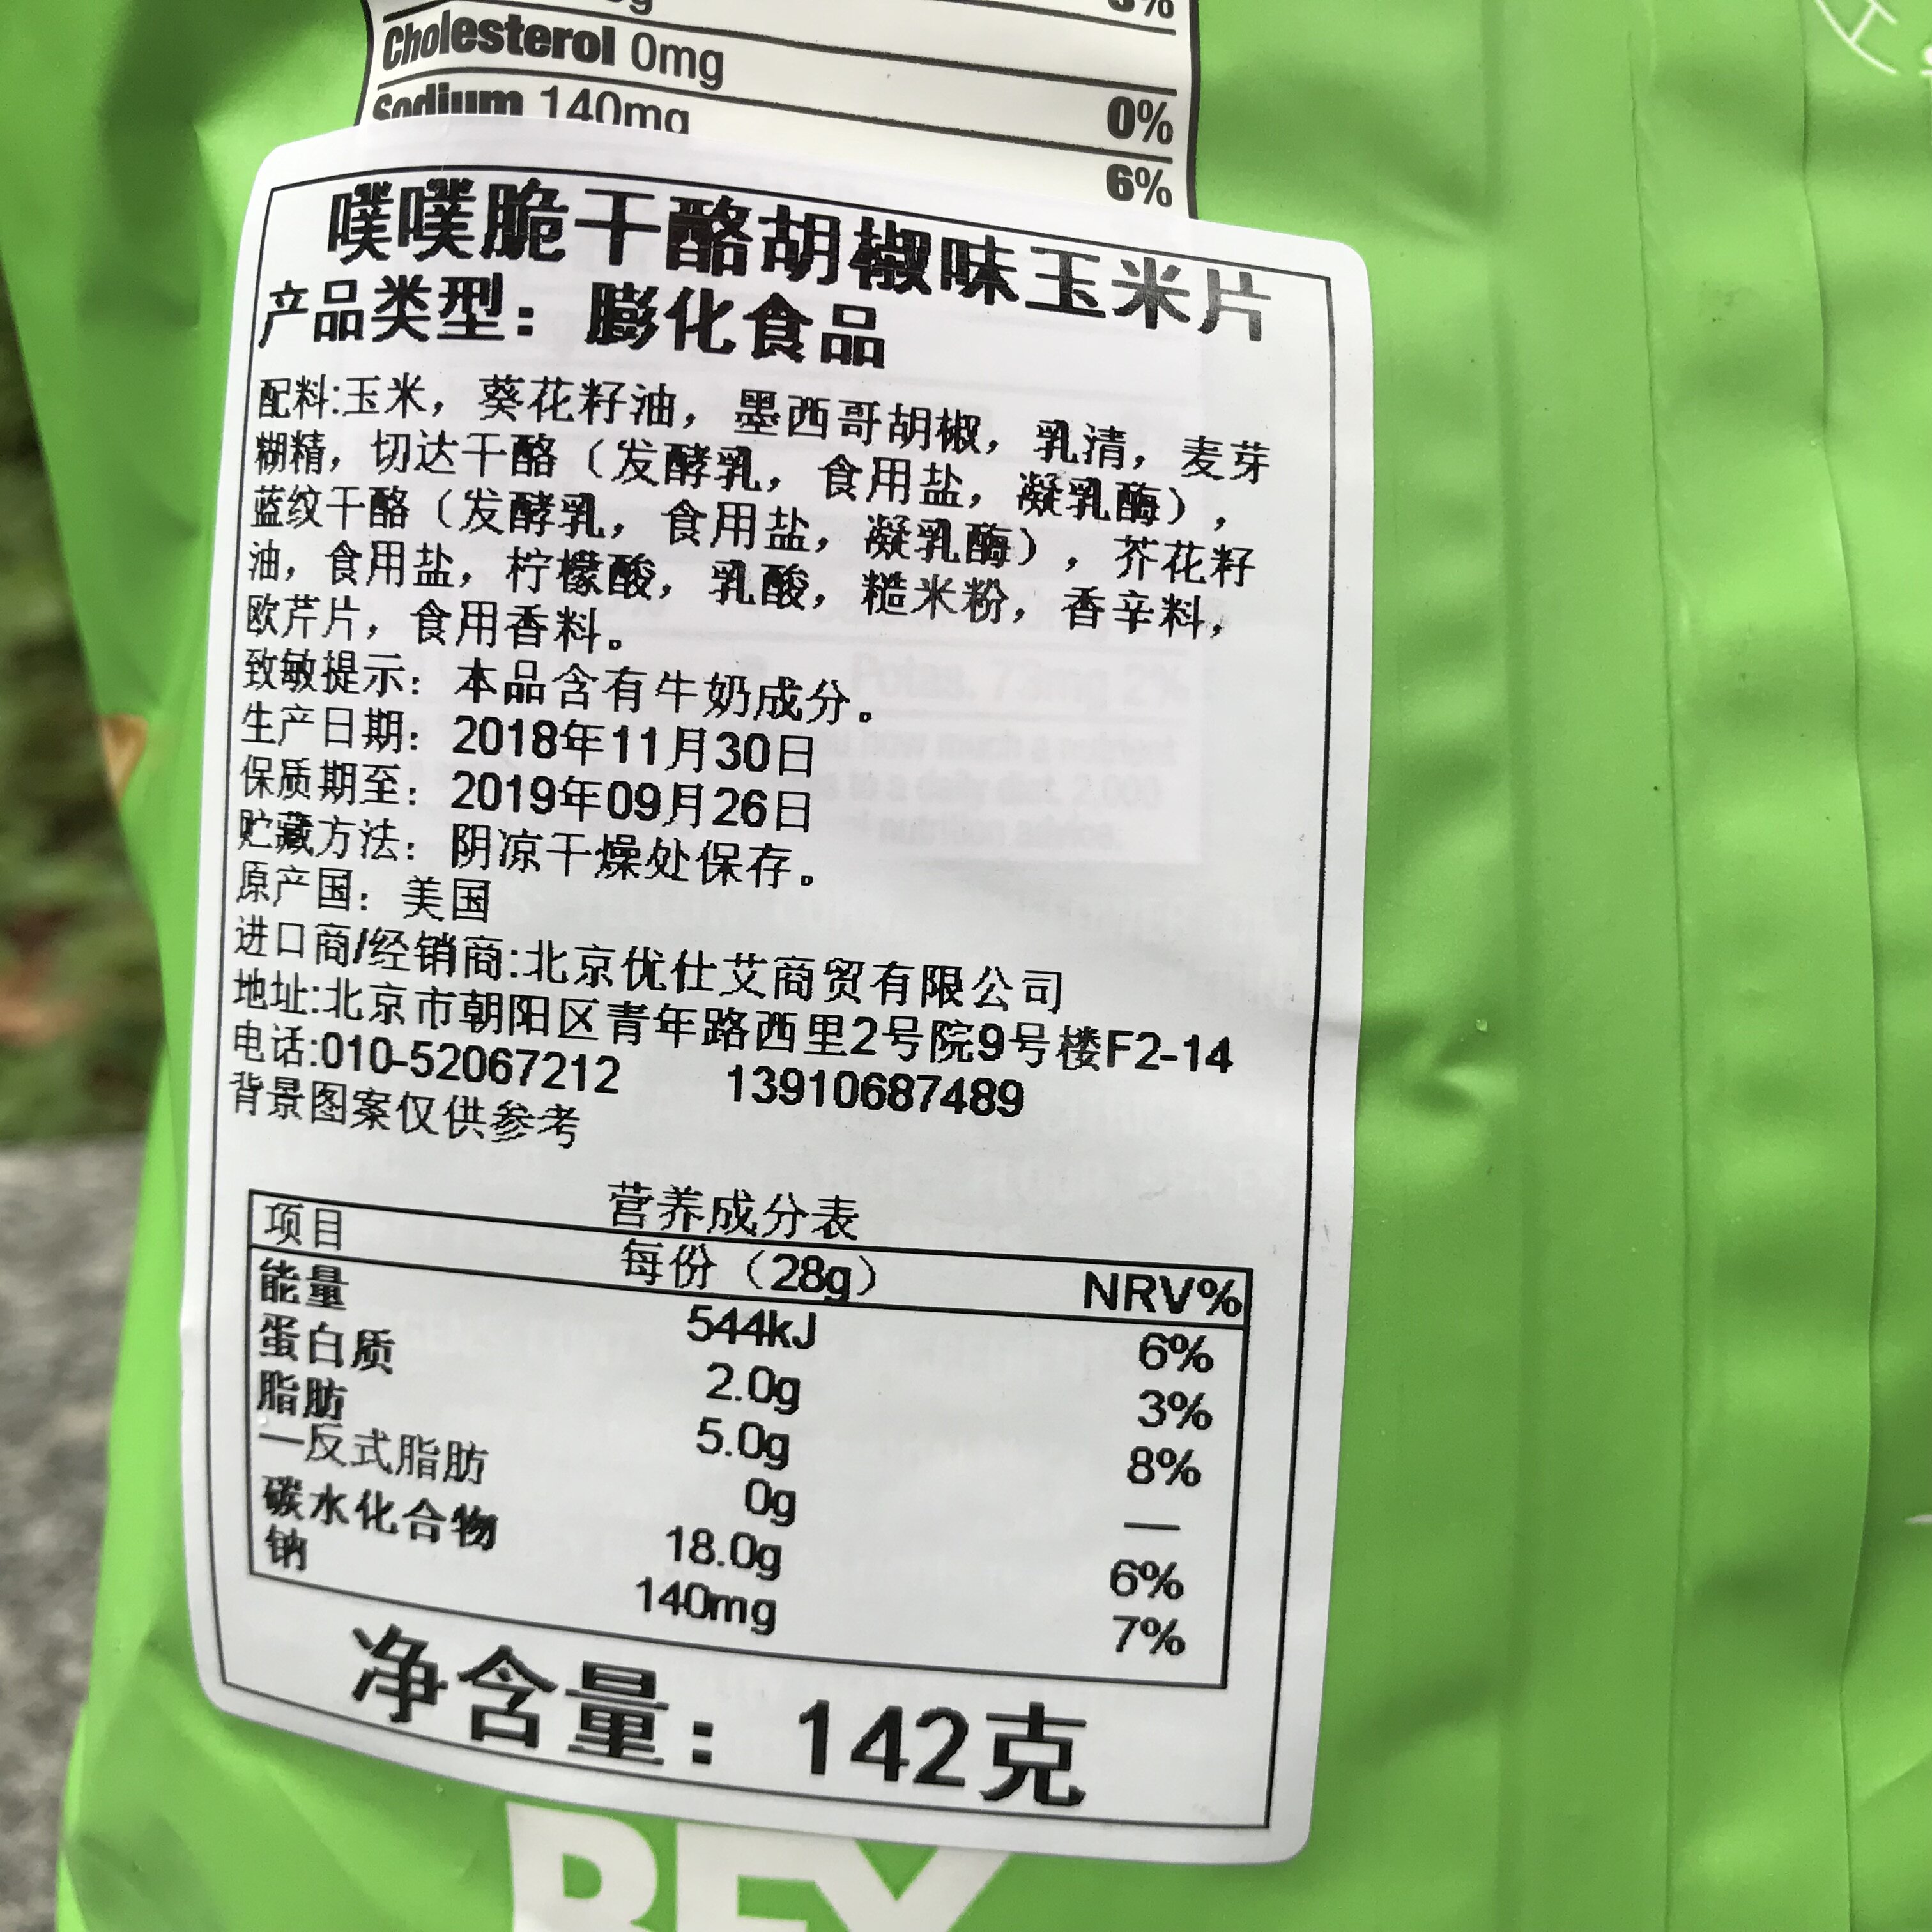 Cholesterol 0mg 0%
Sodium 140mg 6%
噗噗脆干酪胡椒味玉米片
产品类型：膨化食品
配料:玉米，葵花籽油，墨西哥胡椒，乳清，麦芽
糊精，切达干酪（发酵乳，食用盐，凝乳酶），
蓝纹干酪（发酵乳，食用盐，凝乳酶），芥花籽
油，食用盐，柠檬酸，乳酸，糙米粉，香辛料，
欧芹片，食用香料。
致敏提示：本品含有牛奶成分。
生产日期：2018年11月30日
保质期至：2019年09月26日
贮藏方法：阴凉干燥处保存。
原产国：美国
进口商/经销商:北京优仕艾商贸有限公司
地址:北京市朝阳区青年路西里2号院9号楼F2-14
电话:010-52067212 13910687489
背景图案仅供参考
营养成分表
项目 每份（28g） NRV%
能量 544kJ 6%
蛋白质 2.0g 3%
脂肪 5.0g 8%
—反式脂肪 0g —
碳水化合物 18.0g 6%
钠 140mg 7%
净含量：142克